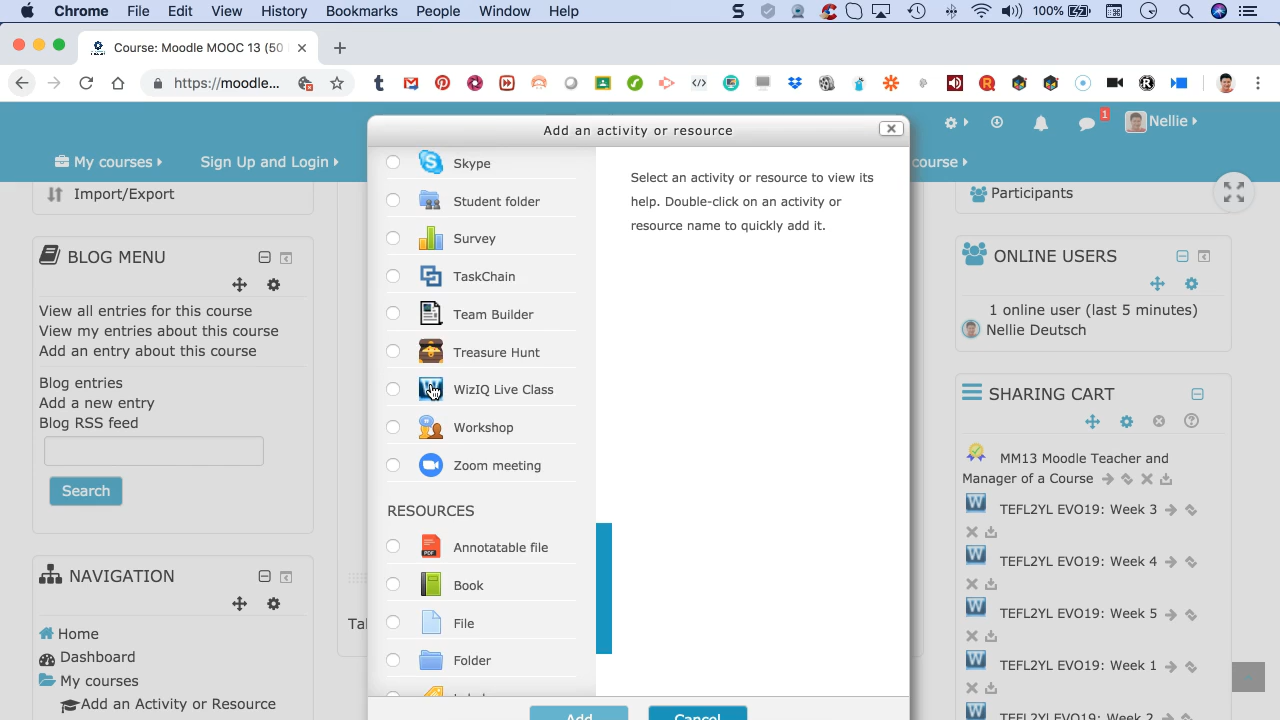 Chrome File Edit View History Bookmarks People Window Help
100%
Course: Moodle MOOC 13 (50
https://moodle...
1
Nellie
My courses
Sign Up and Login
course
Import/Export
BLOG MENU
View all entries for this course
View my entries about this course
Add an entry about this course
Blog entries
Add a new entry
Blog RSS feed
Search
NAVIGATION
Home
Dashboard
My courses
Add an Activity or Resource
Add an activity or resource
Skype
Student folder
Survey
TaskChain
Team Builder
Treasure Hunt
WizIQ Live Class
Workshop
Zoom meeting
RESOURCES
Annotatable file
Book
File
Folder
Select an activity or resource to view its
help. Double-click on an activity or
resource name to quickly add it.
Add
Cancel
Participants
ONLINE USERS
1 online user (last 5 minutes)
Nellie Deutsch
SHARING CART
MM13 Moodle Teacher and
Manager of a Course
TEFL2YL EVO19: Week 3
TEFL2YL EVO19: Week 4
TEFL2YL EVO19: Week 5
TEFL2YL EVO19: Week 1
TEFL2YL EVO19: Week 2